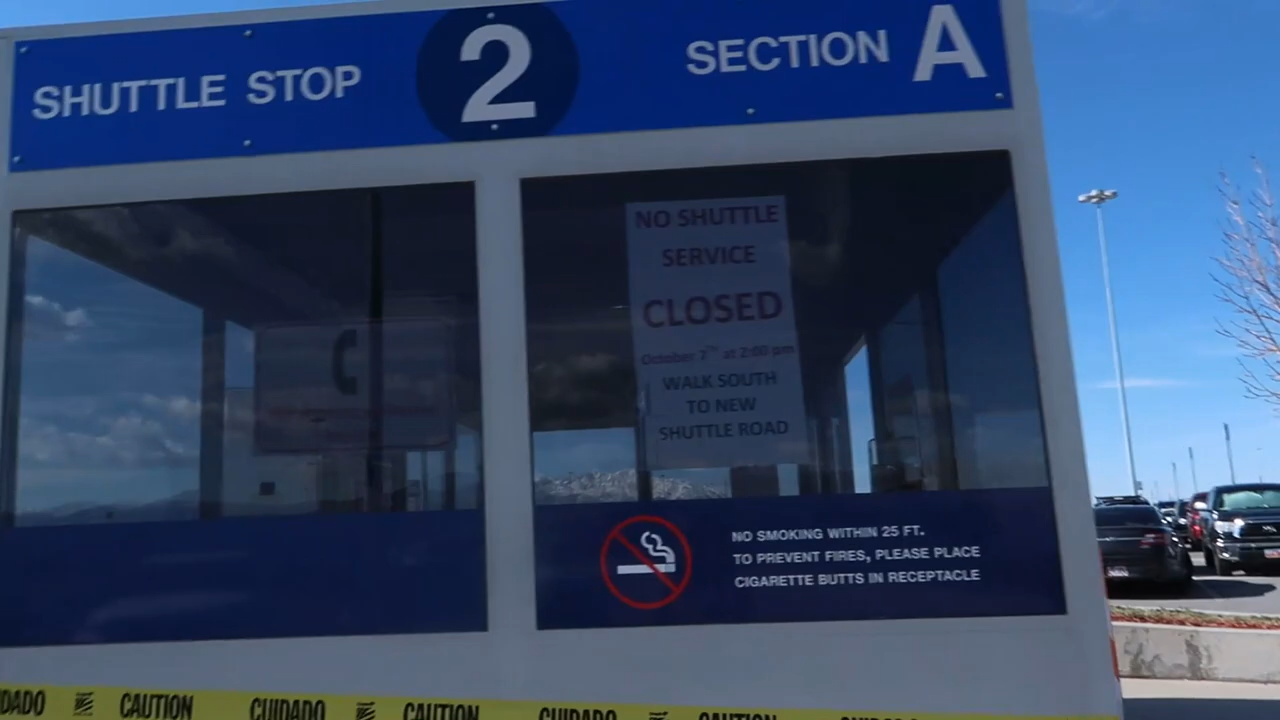 SHUTTLE STOP 2 SECTION A
NO SHUTTLE
SERVICE
CLOSED
October 7th at 2:00 pm
WALK SOUTH
TO NEW
SHUTTLE ROAD
NO SMOKING WITHIN 25 FT.
TO PREVENT FIRES, PLEASE PLACE
CIGARETTE BUTTS IN RECEPTACLE
CUIDADO CAUTION CUIDADO CAUTION CUIDADO CAUTION